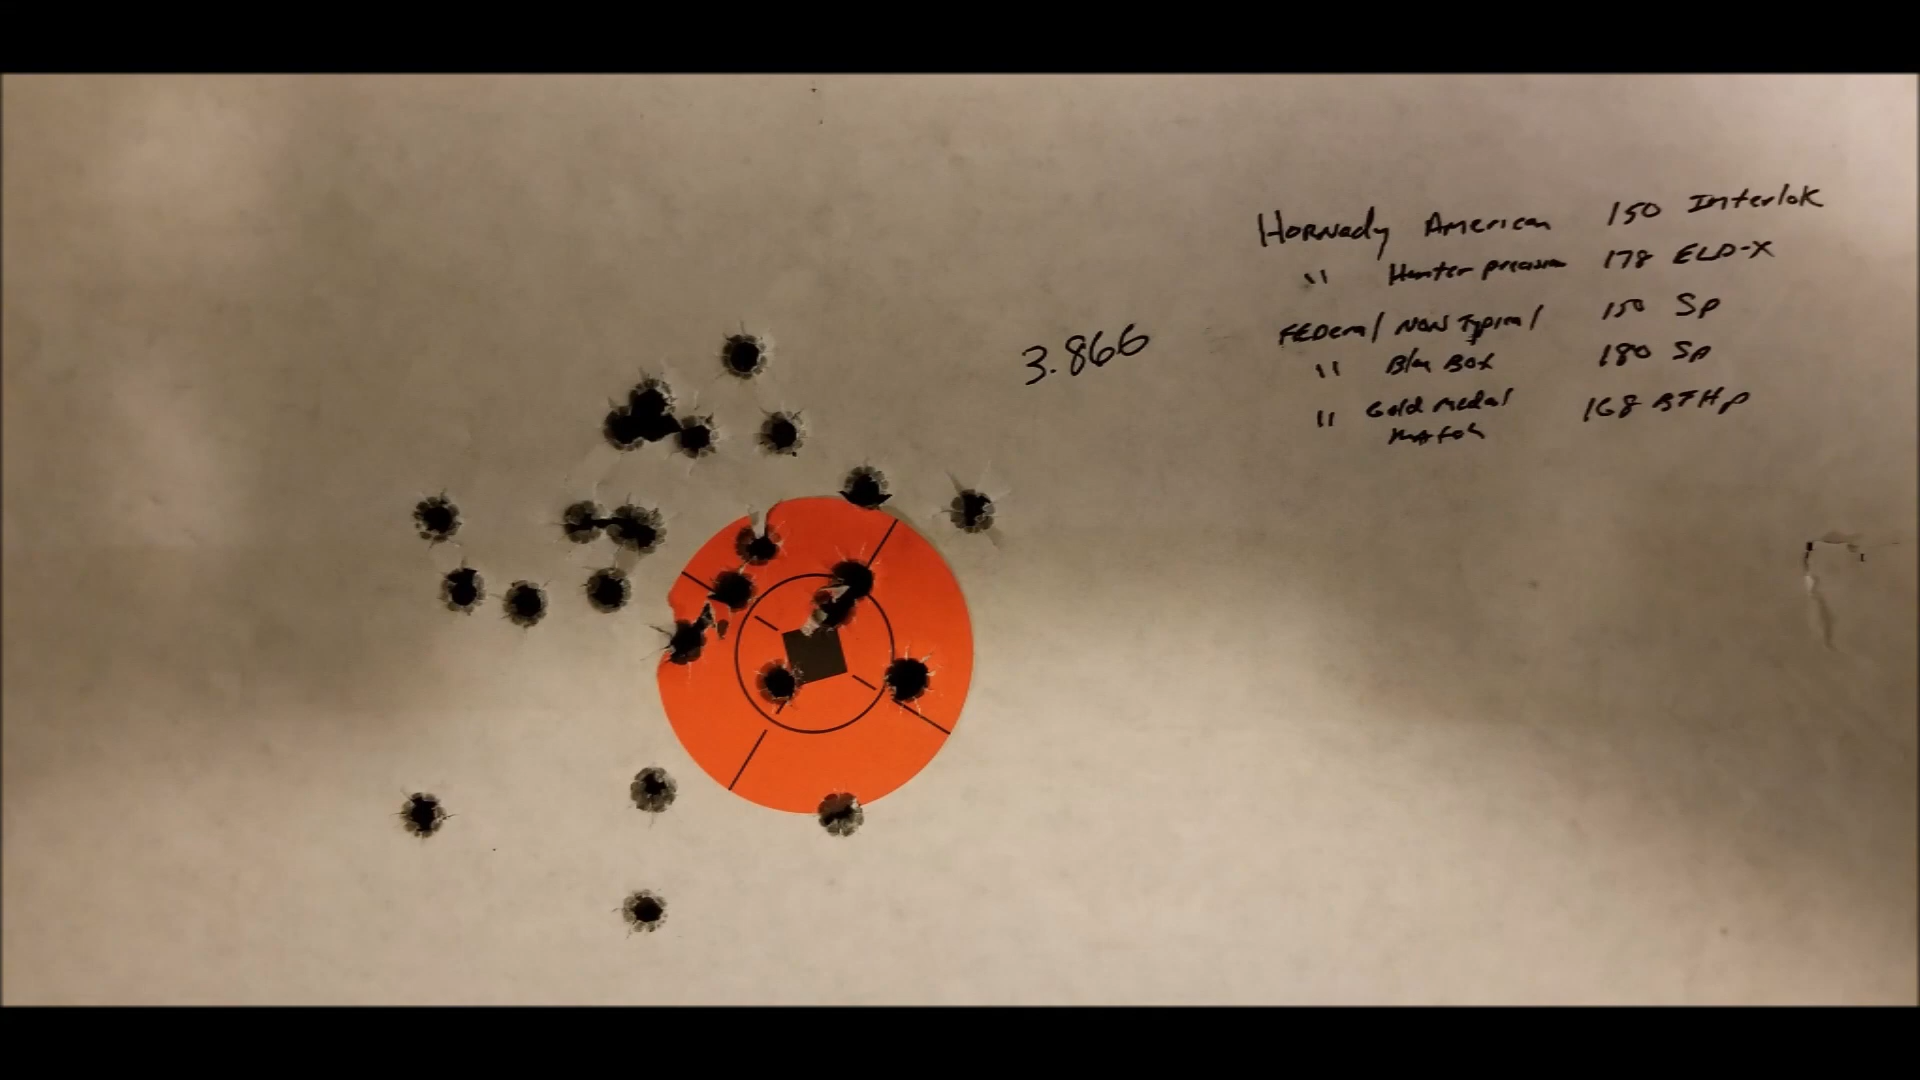 Hornady American 150 Interlok
" Hunter precision 178 ELD-X
3.866
FEDeral Non Typical 150 SP
" Blue Box 180 SP
" Gold medal 168 BTHP
match